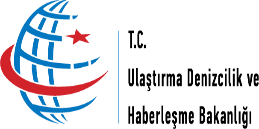 T.C.
Ulaştırma Denizcilik ve
Haberleşme Bakanlığı